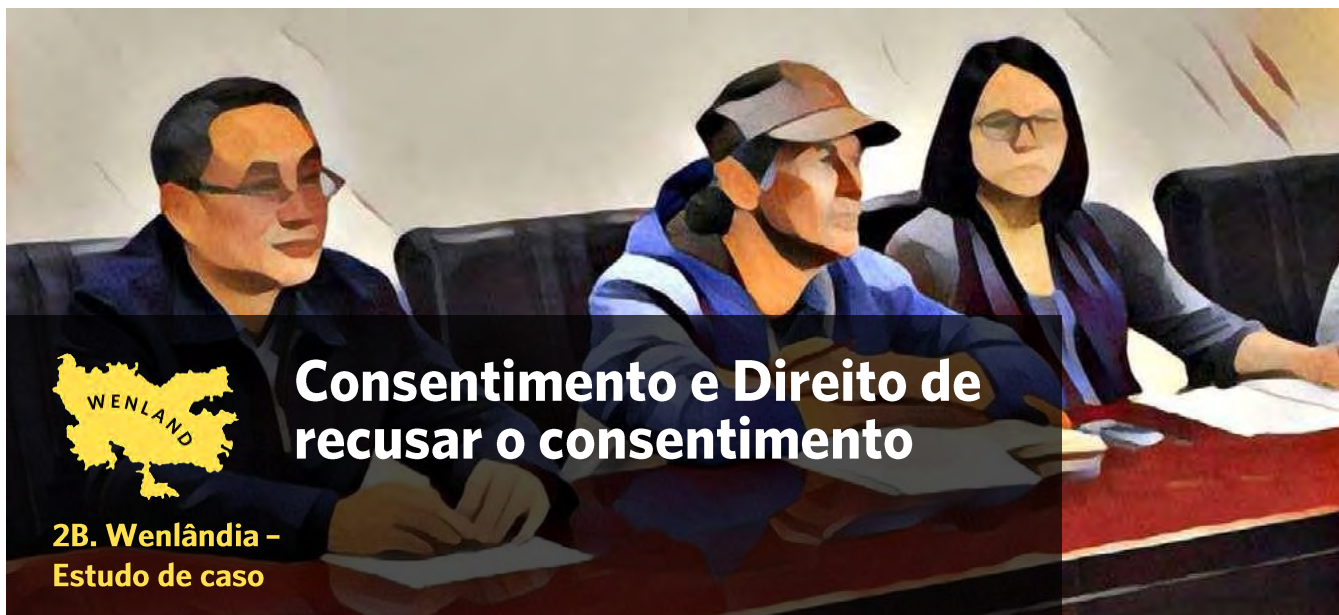 WENLAND
Consentimento e Direito de
recusar o consentimento
2B. Wenlândia –
Estudo de caso